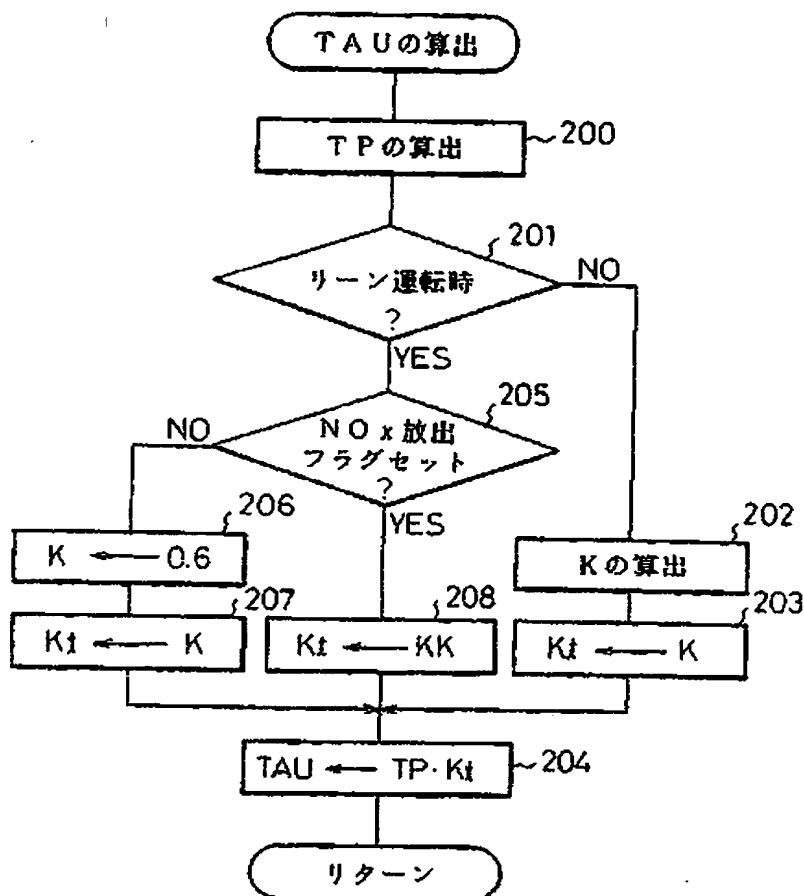 TAUの算出
TPの算出
200
201
リーン運転時
?
NO
YES
205
NO
NOx放出
フラグセット
?
YES
206
K ← 0.6
202
Kの算出
207
Kt ← K
208
Kt ← KK
203
Kt ← K
TAU ← TP・Kt
204
リターン